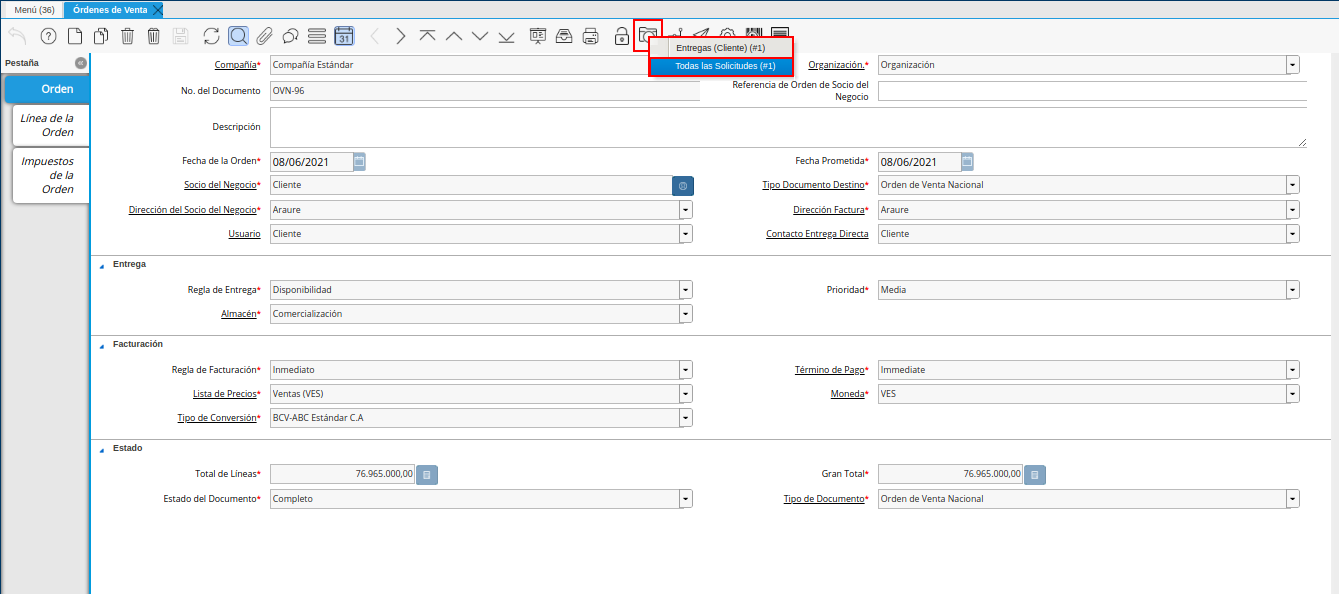 Menú (36)
Órdenes de Venta
31
Entregas (Cliente) (#1)
Todas las Solicitudes (#1)
Pestaña
Orden
Línea de la
Orden
Impuestos
de la
Orden
Compañía* Compañía Estándar
Organización.* Organización
No. del Documento OVN-96
Referencia de Orden de Socio del
Negocio
Descripción
Fecha de la Orden* 08/06/2021
Fecha Prometida* 08/06/2021
Socio del Negocio* Cliente
Tipo Documento Destino* Orden de Venta Nacional
Dirección del Socio del Negocio* Araure
Dirección Factura* Araure
Usuario Cliente
Contacto Entrega Directa Cliente
Entrega
Regla de Entrega* Disponibilidad
Prioridad* Media
Almacén* Comercialización
Facturación
Regla de Facturación* Inmediato
Término de Pago* Immediate
Lista de Precios* Ventas (VES)
Moneda* VES
Tipo de Conversión* BCV-ABC Estándar C.A
Estado
Total de Líneas* 76.965.000,00
Gran Total* 76.965.000,00
Estado del Documento* Completo
Tipo de Documento* Orden de Venta Nacional